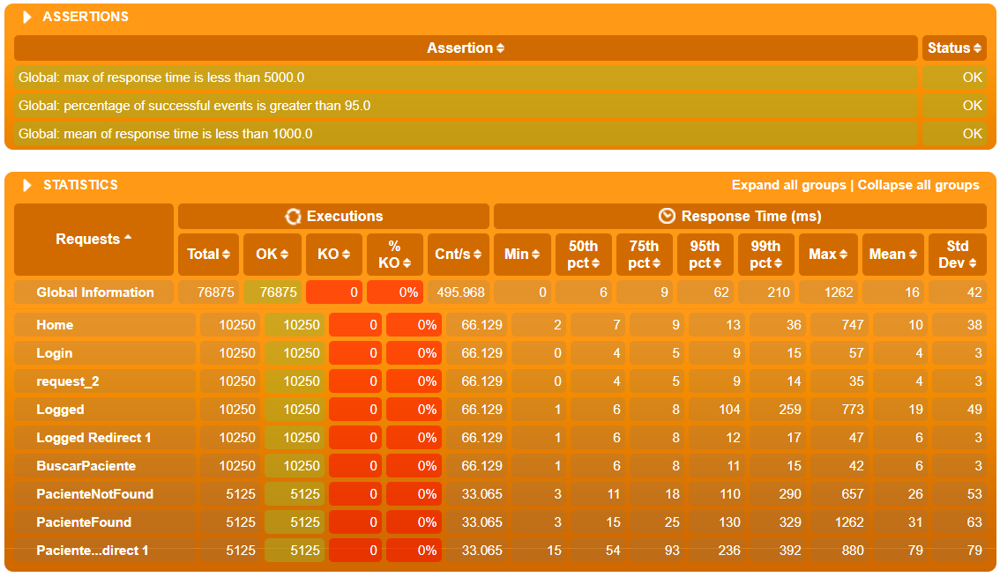 ASSERTIONS
Assertion Status
Global: max of response time is less than 5000.0 OK
Global: percentage of successful events is greater than 95.0 OK
Global: mean of response time is less than 1000.0 OK
STATISTICS Expand all groups | Collapse all groups
Requests Executions Response Time (ms)
Total OK KO % KO Cnt/s Min 50th pct 75th pct 95th pct 99th pct Max Mean Std Dev
Global Information 76875 76875 0 0% 495.968 0 6 9 62 210 1262 16 42
Home 10250 10250 0 0% 66.129 2 7 9 13 36 747 10 38
Login 10250 10250 0 0% 66.129 0 4 5 9 15 57 4 3
request_2 10250 10250 0 0% 66.129 0 4 5 9 14 35 4 3
Logged 10250 10250 0 0% 66.129 1 6 8 104 259 773 19 49
Logged Redirect 1 10250 10250 0 0% 66.129 1 6 8 12 17 47 6 3
BuscarPaciente 10250 10250 0 0% 66.129 1 6 8 11 15 42 6 3
PacienteNotFound 5125 5125 0 0% 33.065 3 11 18 110 290 657 26 53
PacienteFound 5125 5125 0 0% 33.065 3 15 25 130 329 1262 31 63
Paciente...direct 1 5125 5125 0 0% 33.065 15 54 93 236 392 880 79 79